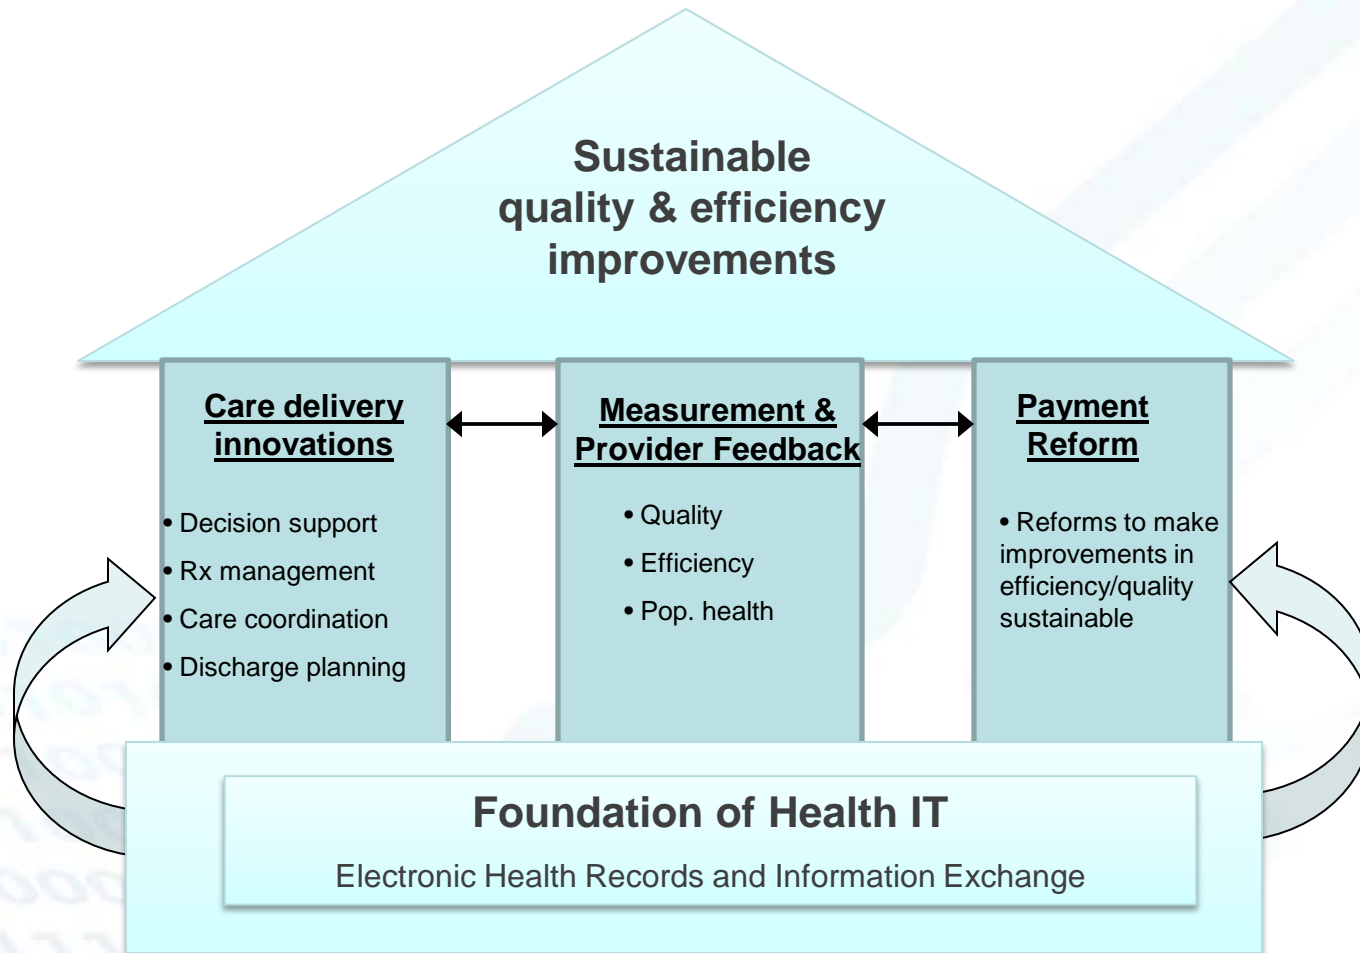 Sustainable
quality & efficiency
improvements
Care delivery
innovations
• Decision support
• Rx management
• Care coordination
• Discharge planning
Measurement &
Provider Feedback
• Quality
• Efficiency
• Pop. health
Payment
Reform
• Reforms to make
improvements in
efficiency/quality
sustainable
Foundation of Health IT
Electronic Health Records and Information Exchange